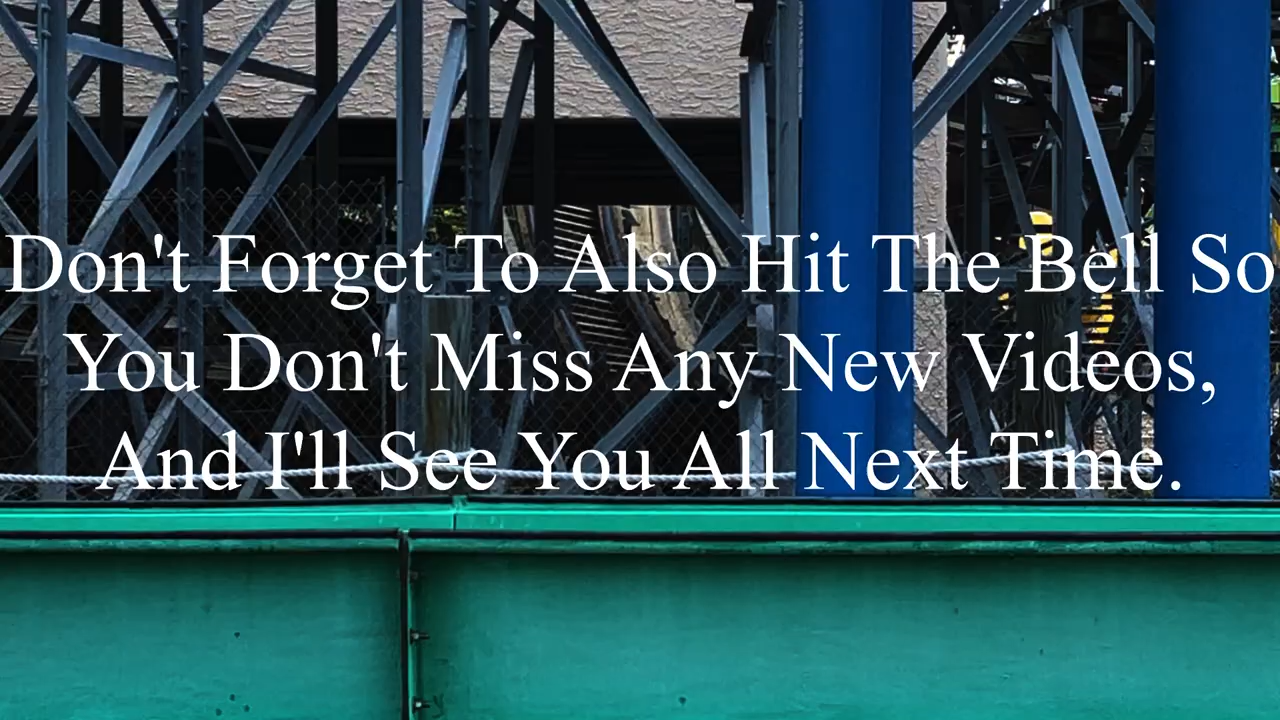 Don't Forget To Also Hit The Bell So
You Don't Miss Any New Videos,
And I'll See You All Next Time.